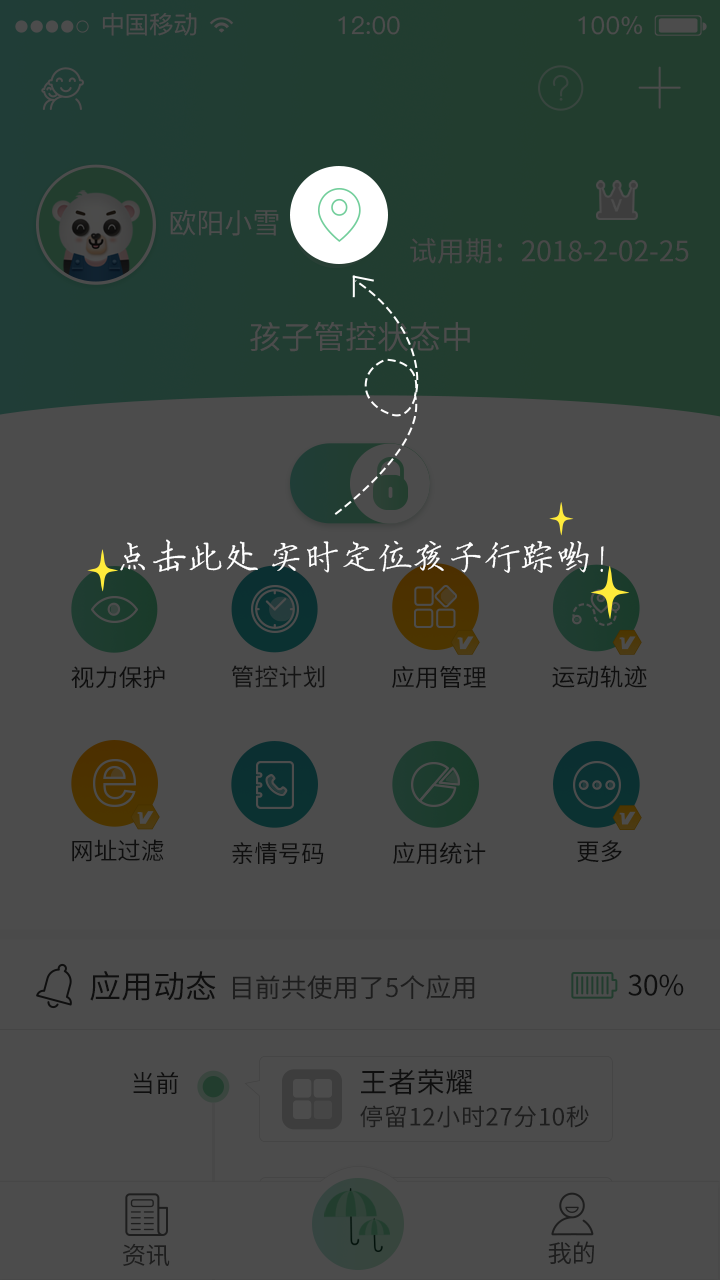 中国移动 12:00 100%
欧阳小雪
试用期：2018-2-02-25
孩子管控状态中
点击此处 实时定位孩子行踪哟！
视力保护 管控计划 应用管理 运动轨迹
网址过滤 亲情号码 应用统计 更多
应用动态 目前共使用了5个应用 30%
当前 王者荣耀
停留12小时27分10秒
资讯 我的